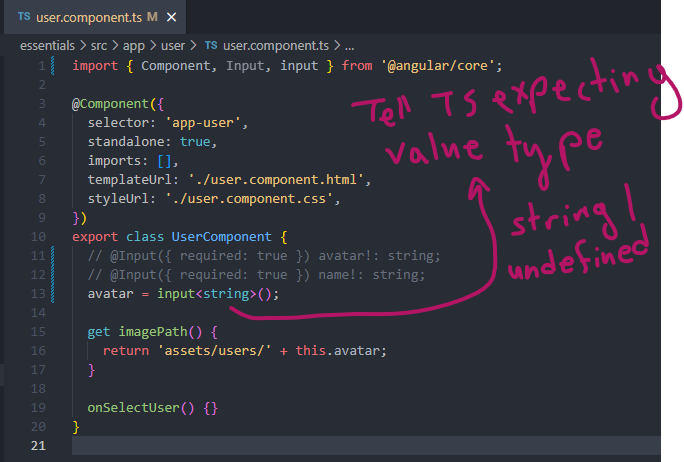 TS user.component.ts M X
essentials > src > app > user > TS user.component.ts > ...
1 import { Component, Input, input } from '@angular/core';
2
3 @Component({
4 selector: 'app-user',
5 standalone: true,
6 imports: [],
7 templateUrl: './user.component.html',
8 styleUrl: './user.component.css',
9 })
10 export class UserComponent {
11 // @Input({ required: true }) avatar!: string;
12 // @Input({ required: true }) name!: string;
13 avatar = input<string>();
14
15 get imagePath() {
16 return 'assets/users/' + this.avatar;
17 }
18
19 onSelectUser() {}
20 }
21
Tell TS expecting
value type
string |
undefined